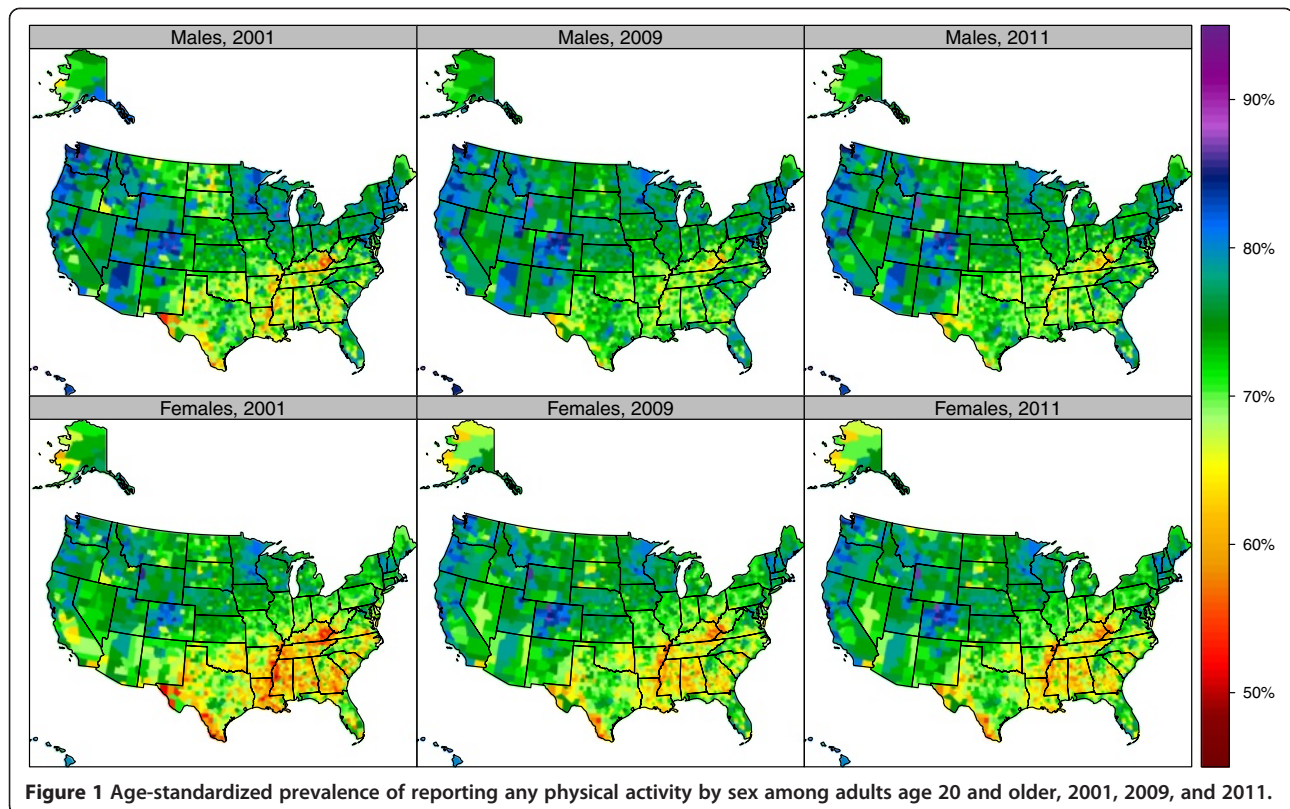 Males, 2001
Males, 2009
Males, 2011
90%
80%
70%
60%
50%
Females, 2001
Females, 2009
Females, 2011
Figure 1 Age-standardized prevalence of reporting any physical activity by sex among adults age 20 and older, 2001, 2009, and 2011.